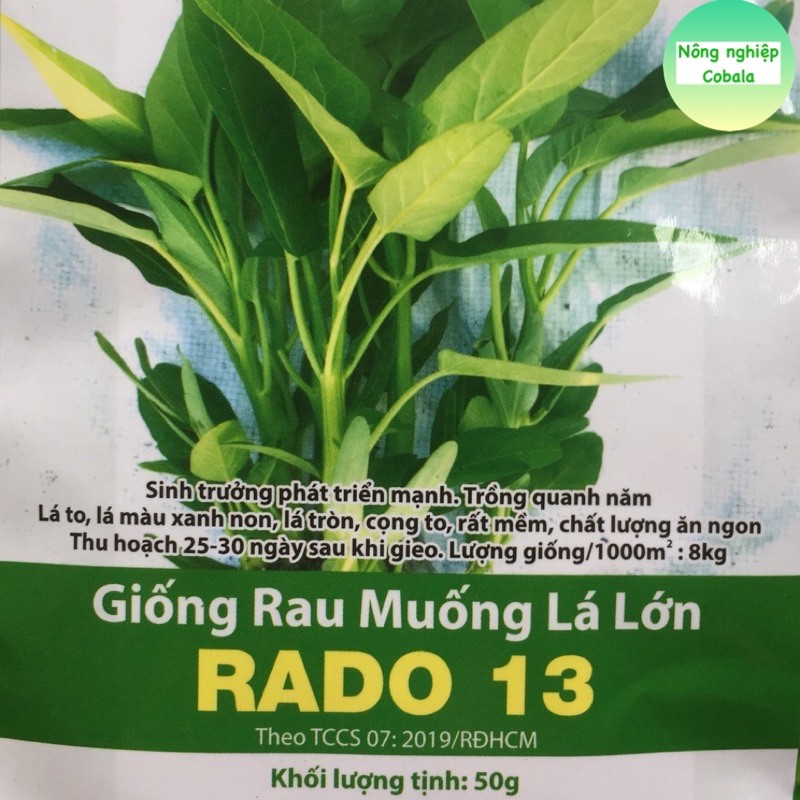 Nông nghiệp
Cobala
Sinh trưởng phát triển mạnh. Trồng quanh năm
Lá to, lá màu xanh non, lá tròn, cọng to, rất mềm, chất lượng ăn ngon
Thu hoạch 25-30 ngày sau khi gieo. Lượng giống/1000m² : 8kg
Giống Rau Muống Lá Lớn
RADO 13
Theo TCCS 07: 2019/RĐHCM
Khối lượng tịnh: 50g